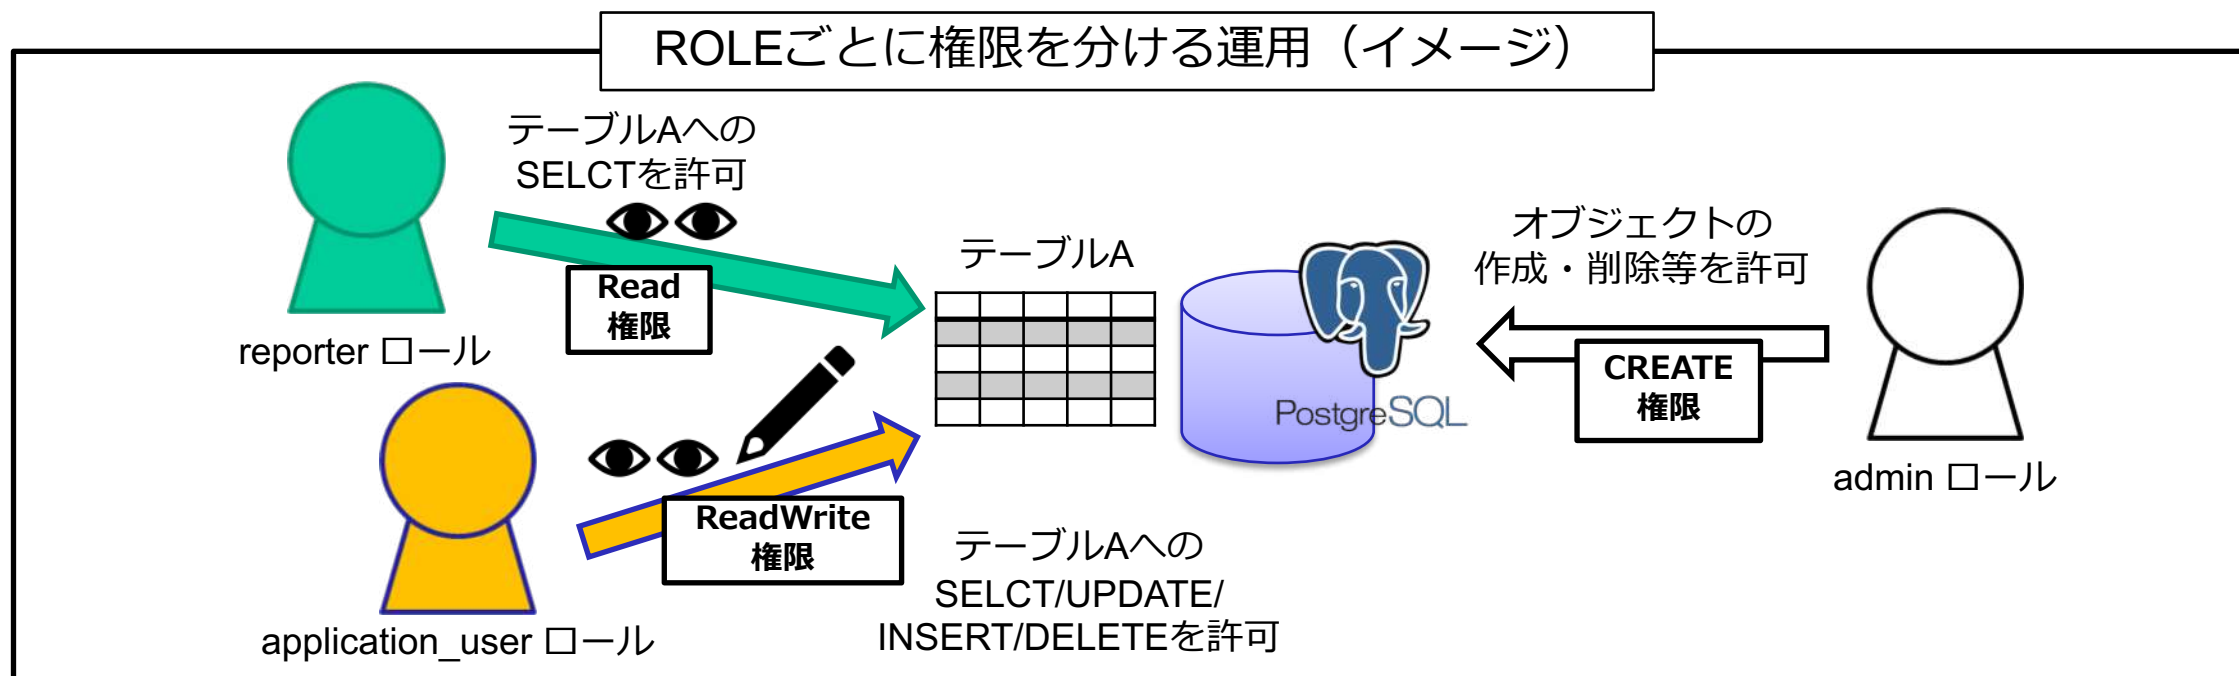 ROLEごとに権限を分ける運用（イメージ）
テーブルAへの
SELCTを許可
Read
権限
reporter ロール
テーブルA
PostgreSQL
オブジェクトの
作成・削除等を許可
CREATE
権限
admin ロール
ReadWrite
権限
application_user ロール
テーブルAへの
SELCT/UPDATE/
INSERT/DELETEを許可